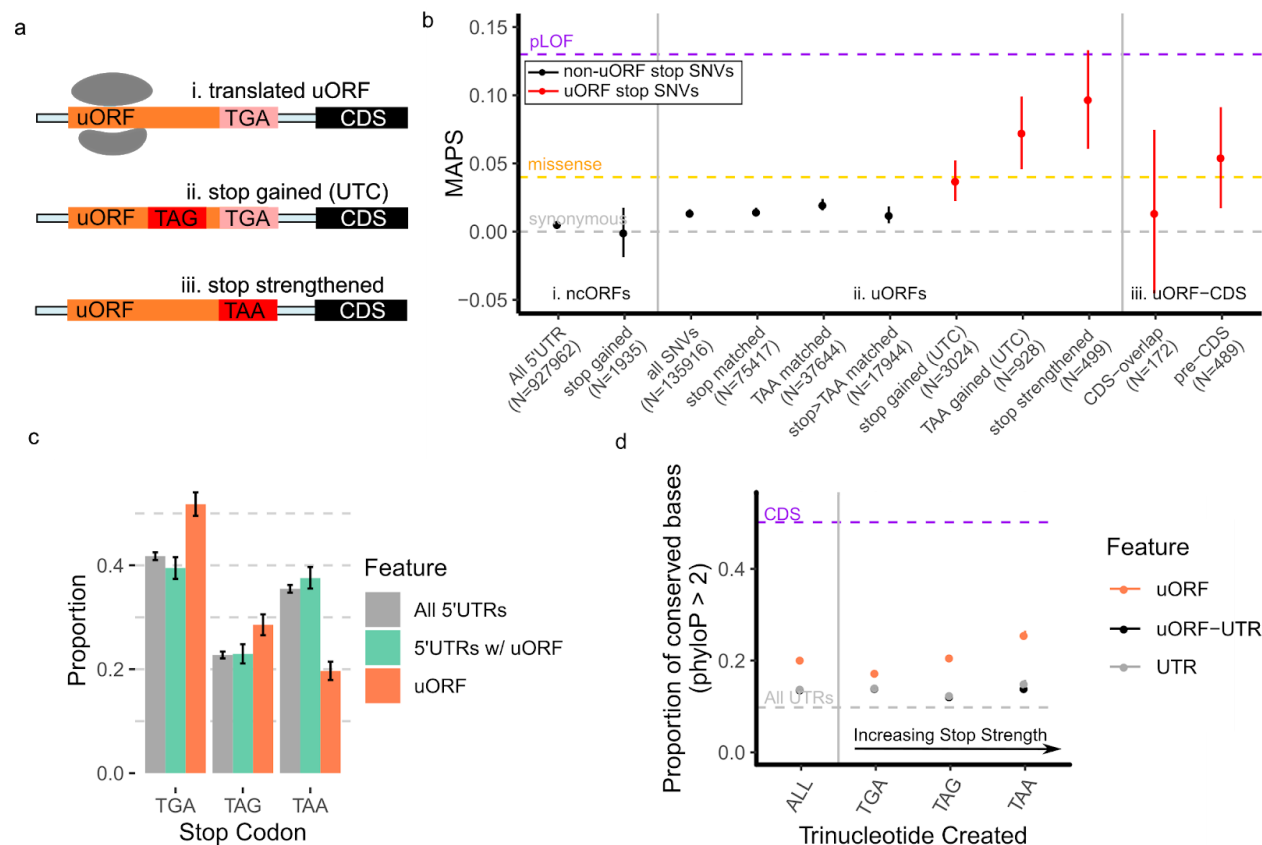 a
i. translated uORF
uORF TGA CDS
ii. stop gained (UTC)
uORF TAG TGA CDS
iii. stop strengthened
uORF TAA CDS
b
MAPS
0.15
0.10
0.05
0.00
−0.05
pLOF
non-uORF stop SNVs
uORF stop SNVs
missense
synonymous
i. ncORFs
ii. uORFs
iii. uORF−CDS
All 5'UTR
(N=927962)
stop gained
(N=1935)
all SNVs
(N=135916)
stop matched
(N=75417)
TAA matched
(N=37644)
stop>TAA matched
(N=17944)
stop gained (UTC)
(N=3024)
TAA gained (UTC)
(N=928)
stop strengthened
(N=499)
CDS−overlap
(N=172)
pre−CDS
(N=489)
c
Proportion
0.4
0.2
0.0
TGA TAG TAA
Stop Codon
Feature
All 5'UTRs
5'UTRs w/ uORF
uORF
d
Proportion of conserved bases
(phyloP > 2)
0.4
0.2
0.0
CDS
All UTRs
Increasing Stop Strength
ALL TGA TAG TAA
Trinucleotide Created
Feature
uORF
uORF−UTR
UTR